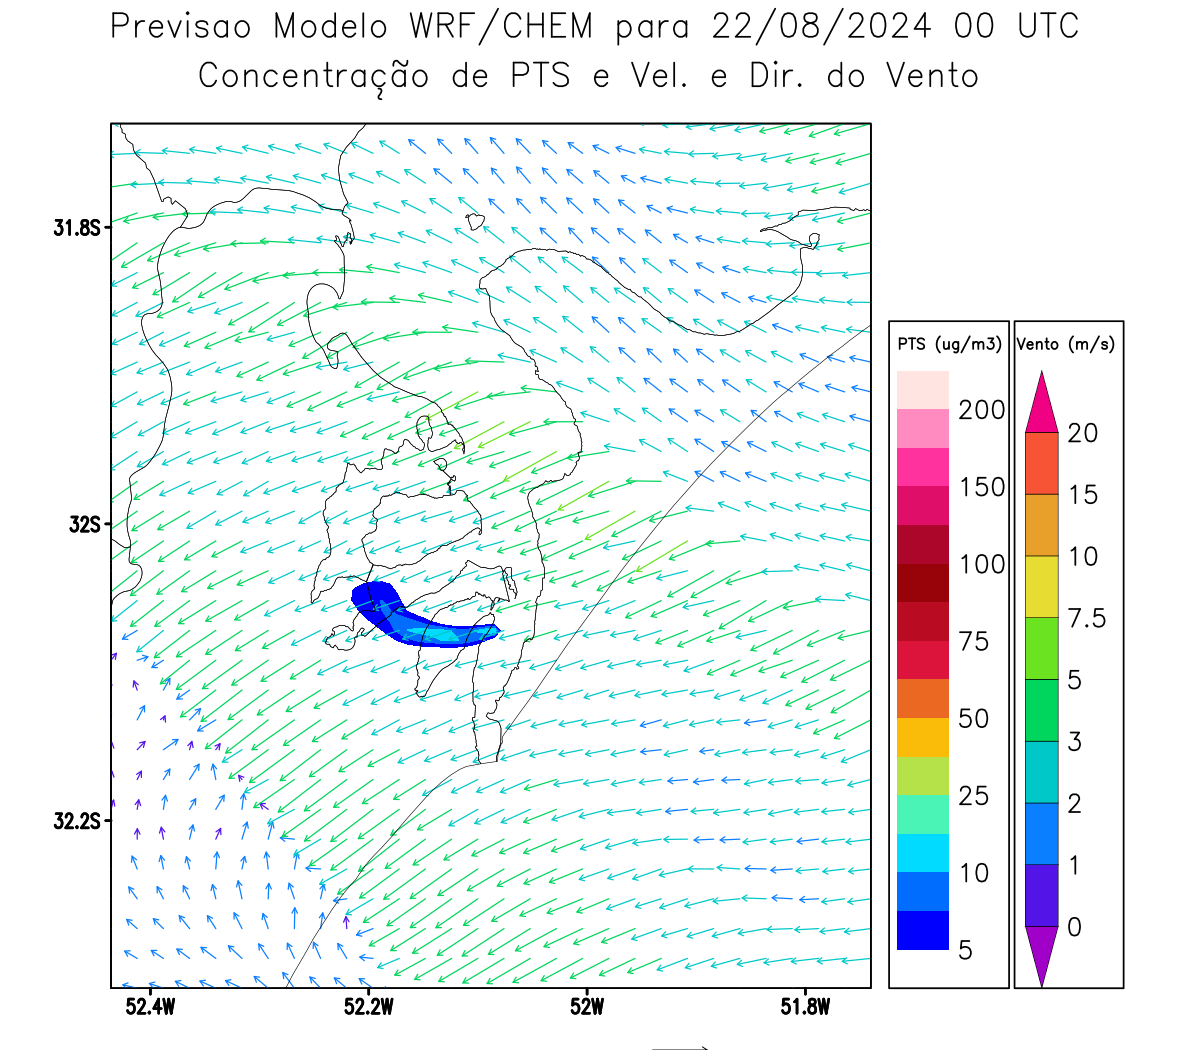 Previsao Modelo WRF/CHEM para 22/08/2024 00 UTC
Concentração de PTS e Vel. e Dir. do Vento
31.8S
32S
32.2S
52.4W
52.2W
52W
51.8W
PTS (ug/m3)
200
150
100
75
50
25
10
5
Vento (m/s)
20
15
10
7.5
5
3
2
1
0